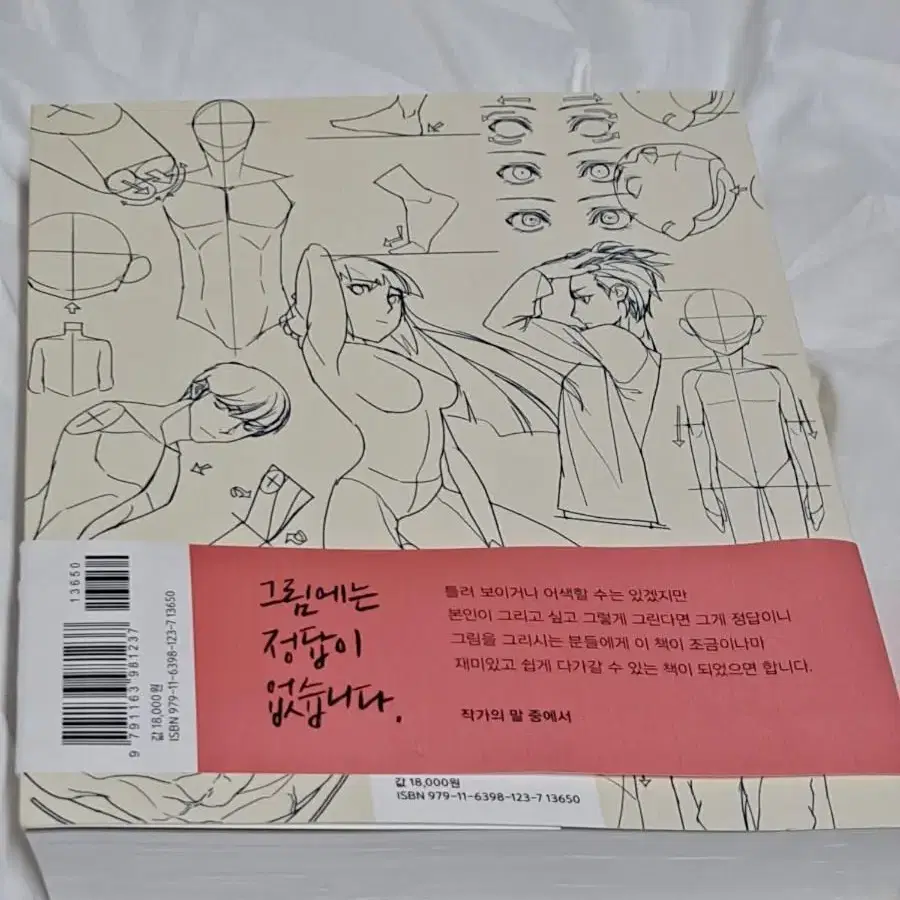 그림에는
정답이
없습니다.
틀려 보이거나 어색할 수는 있겠지만
본인이 그리고 싶고 그렇게 그린다면 그게 정답이니
그림을 그리시는 분들에게 이 책이 조금이나마
재미있고 쉽게 다가갈 수 있는 책이 되었으면 합니다.
작가의 말 중에서
13650
9 791163 981237
값 18,000원
ISBN 979-11-6398-123-7 13650
값 18,000원
ISBN 979-11-6398-123-7 13650